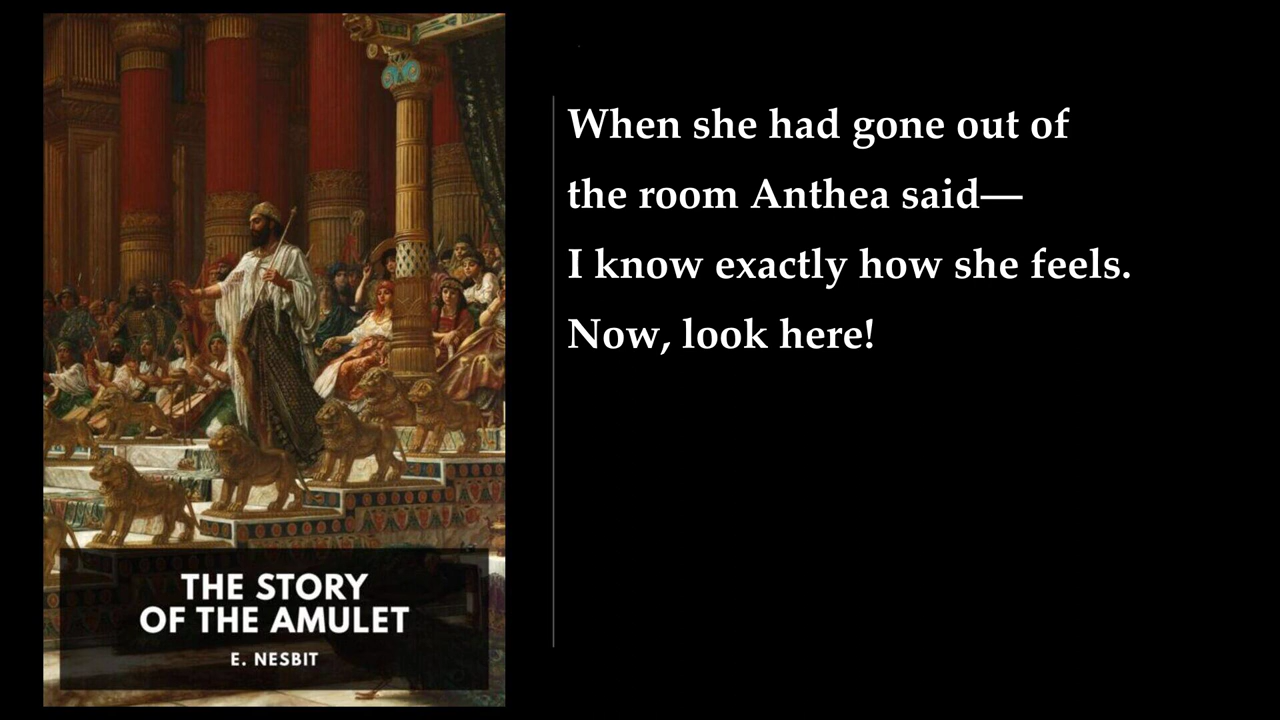 When she had gone out of
the room Anthea said—
I know exactly how she feels.
Now, look here!
THE STORY
OF THE AMULET
E. NESBIT